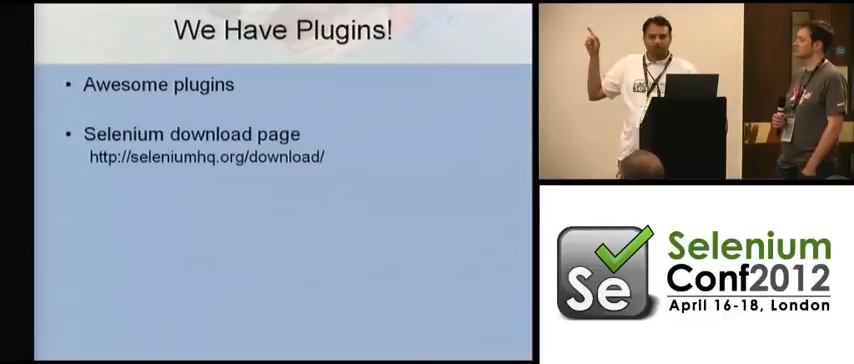 We Have Plugins!
• Awesome plugins
• Selenium download page
http://seleniumhq.org/download/
Se
Selenium
Conf2012
April 16-18, London